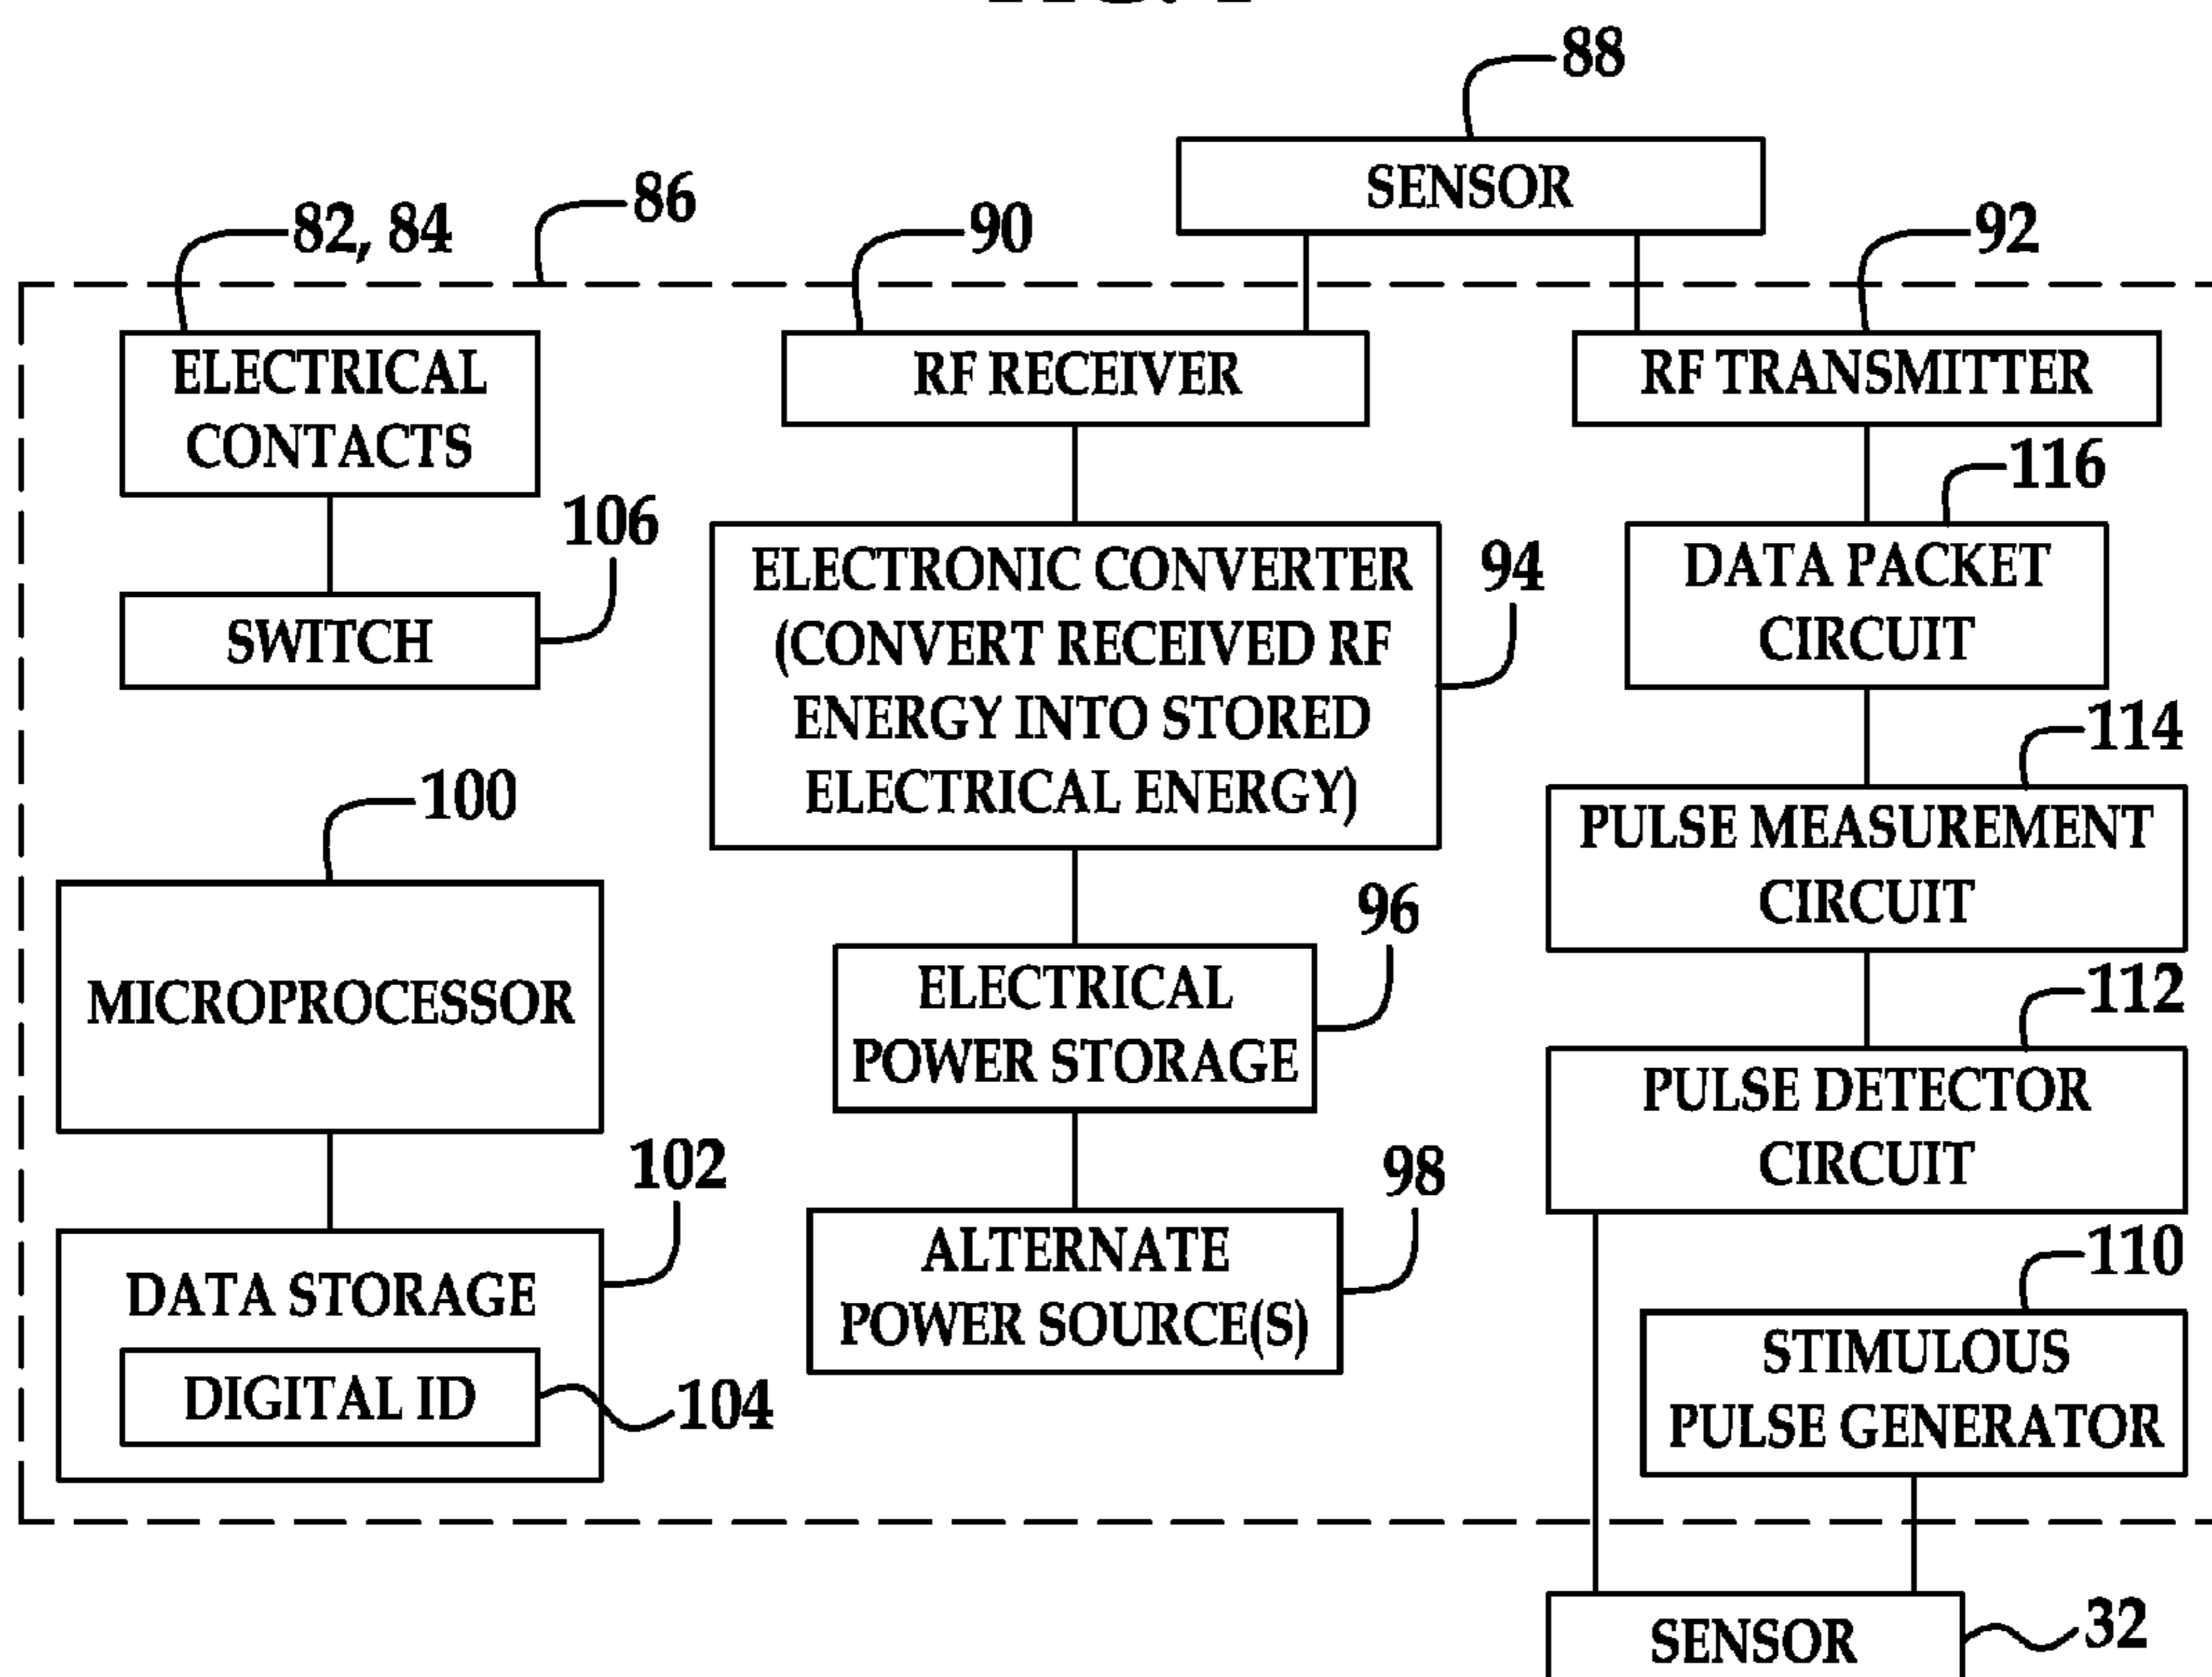 88
SENSOR
86
82, 84
90
92
ELECTRICAL
CONTACTS
RF RECEIVER
RF TRANSMITTER
116
106
SWITCH
ELECTRONIC CONVERTER
(CONVERT RECEIVED RF
ENERGY INTO STORED
ELECTRICAL ENERGY)
94
DATA PACKET
CIRCUIT
114
100
PULSE MEASUREMENT
CIRCUIT
MICROPROCESSOR
96
ELECTRICAL
POWER STORAGE
112
PULSE DETECTOR
CIRCUIT
102
98
DATA STORAGE
DIGITAL ID
104
ALTERNATE
POWER SOURCE(S)
110
STIMULOUS
PULSE GENERATOR
SENSOR
32